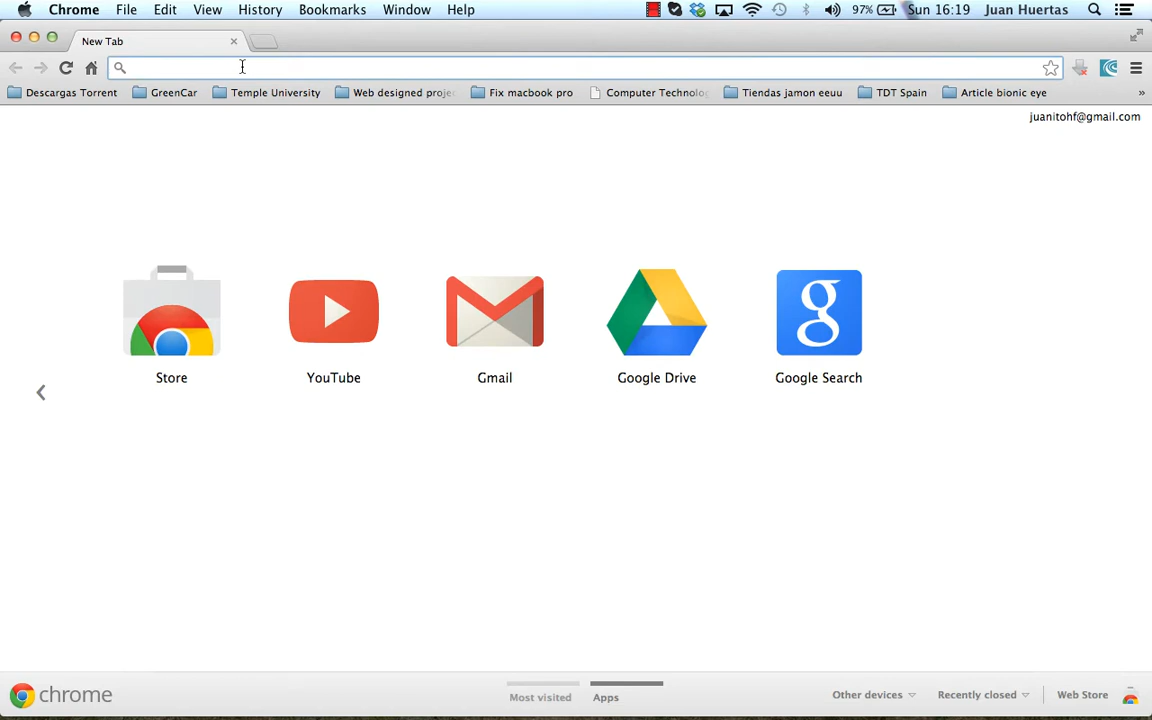 Chrome File Edit View History Bookmarks Window Help 97% Sun 16:19 Juan Huertas
New Tab
Descargas Torrent GreenCar Temple University Web designed projec Fix macbook pro Computer Technolog Tiendas jamon eeuu TDT Spain Article bionic eye »
juanitohf@gmail.com
g
Store YouTube Gmail Google Drive Google Search
chrome Most visited Apps Other devices Recently closed Web Store